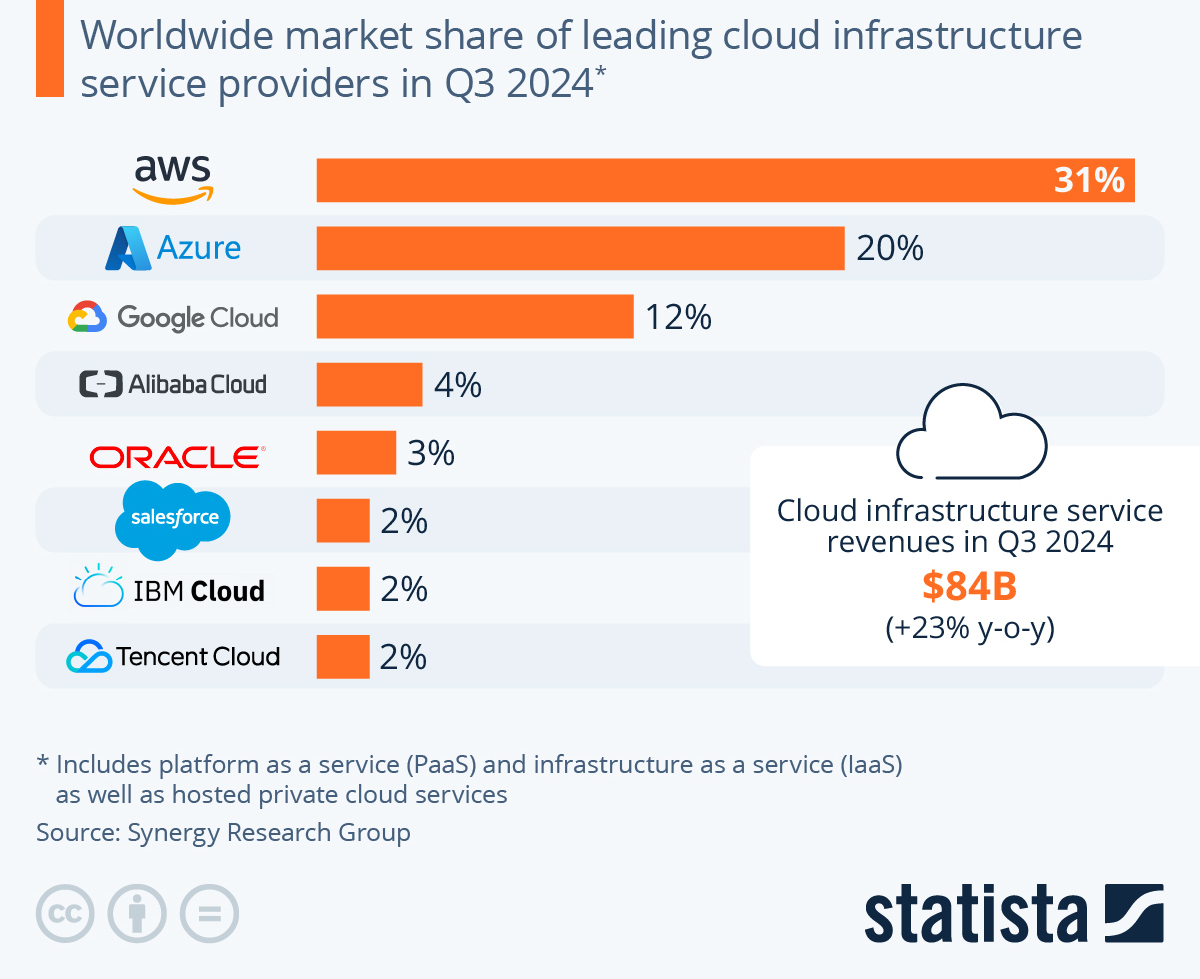 Worldwide market share of leading cloud infrastructure
service providers in Q3 2024*
aws
31%
Azure
20%
Google Cloud
12%
Alibaba Cloud
4%
ORACLE®
3%
salesforce
2%
IBM Cloud
2%
Tencent Cloud
2%
Cloud infrastructure service
revenues in Q3 2024
$84B
(+23% y-o-y)
* Includes platform as a service (PaaS) and infrastructure as a service (IaaS)
as well as hosted private cloud services
Source: Synergy Research Group
cc
statista